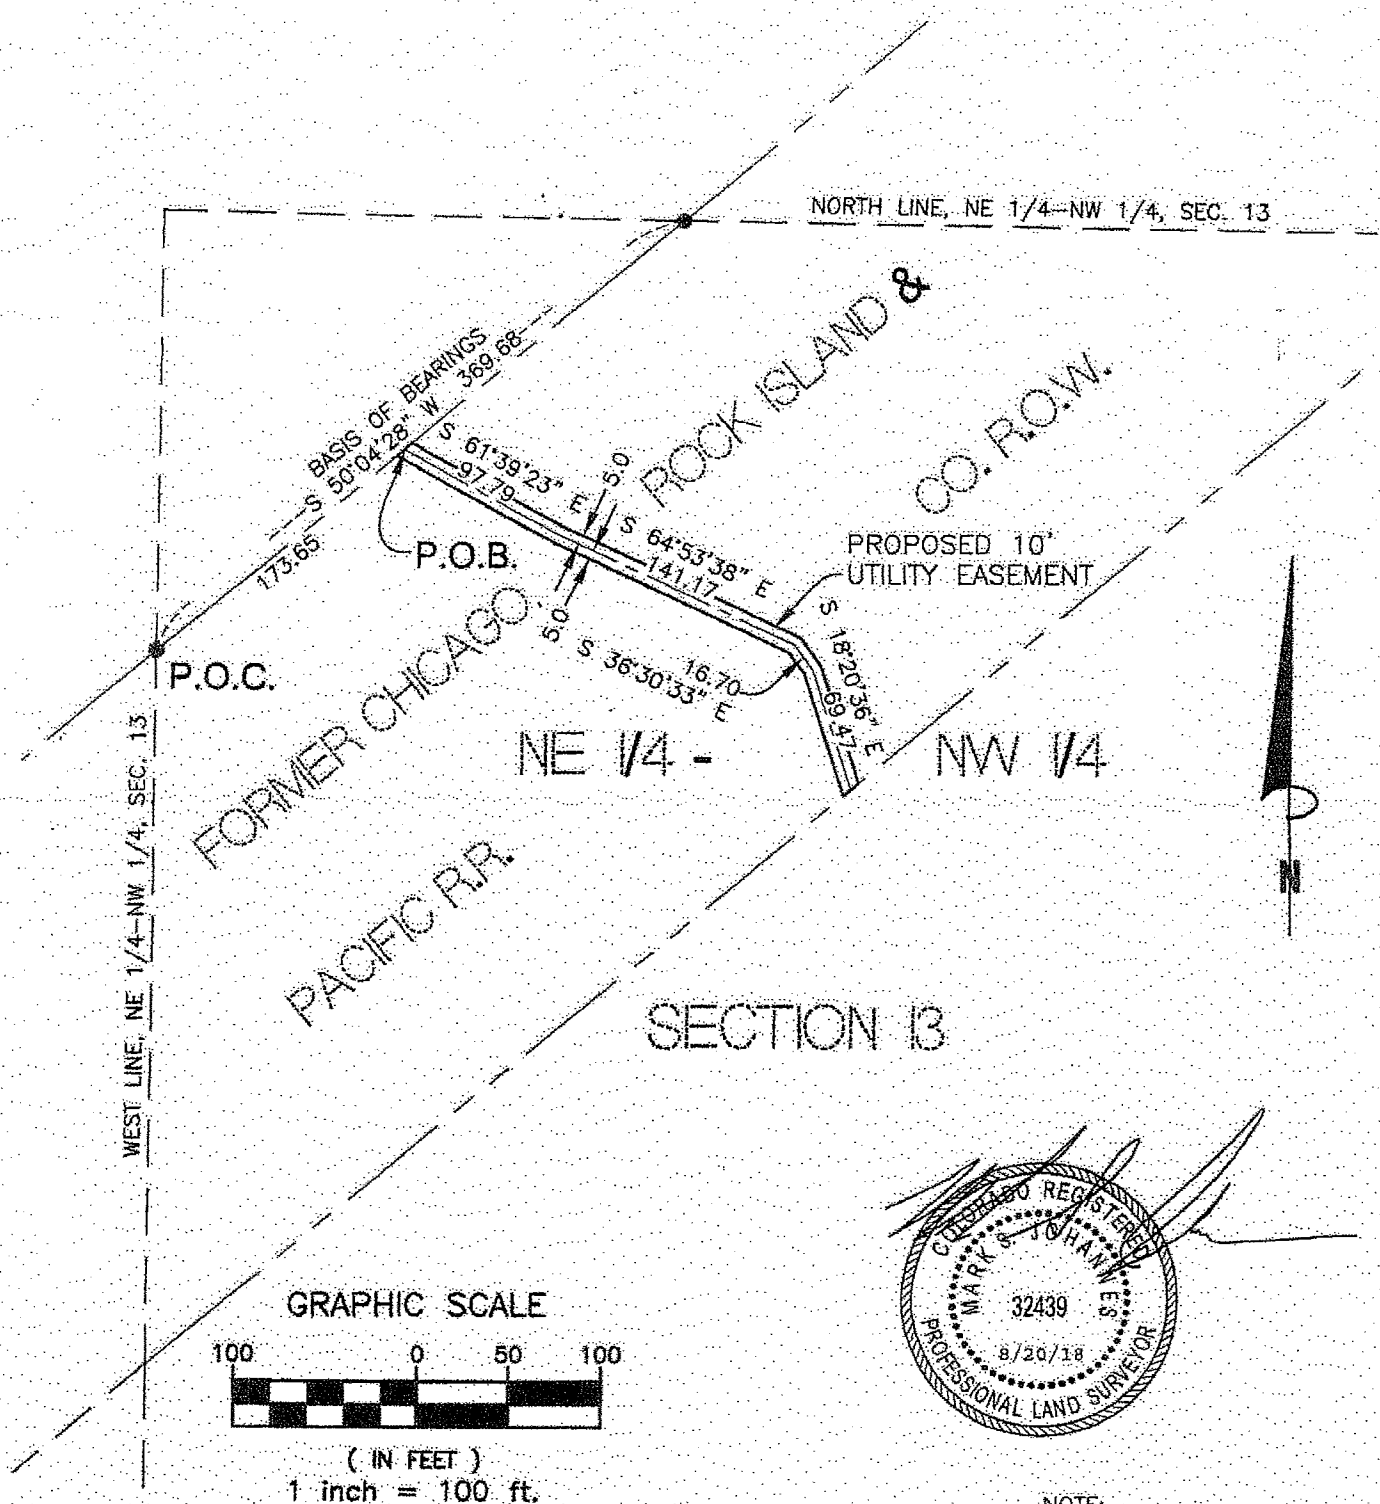 NORTH LINE, NE 1/4-NW 1/4, SEC. 13
BASIS OF BEARINGS
S 50°04'28" W 369.68
173.65
S 61°39'23" E
97.79
5.0
5.0
ROCK ISLAND &
CO. R.O.W.
S 64°53'38" E
141.17
PROPOSED 10'
UTILITY EASEMENT
P.O.B.
P.O.C.
S 36°30'33" E
16.70
S 18°20'36" E
69.47
FORMER CHICAGO
PACIFIC R.R.
NE 1/4 -
NW 1/4
WEST LINE, NE 1/4-NW 1/4, SEC. 13
N
SECTION 13
GRAPHIC SCALE
100 0 50 100
( IN FEET )
1 inch = 100 ft.
COLORADO REGISTERED
MARK S. JOHANNES
32439
8/20/18
PROFESSIONAL LAND SURVEYOR
NOTE: